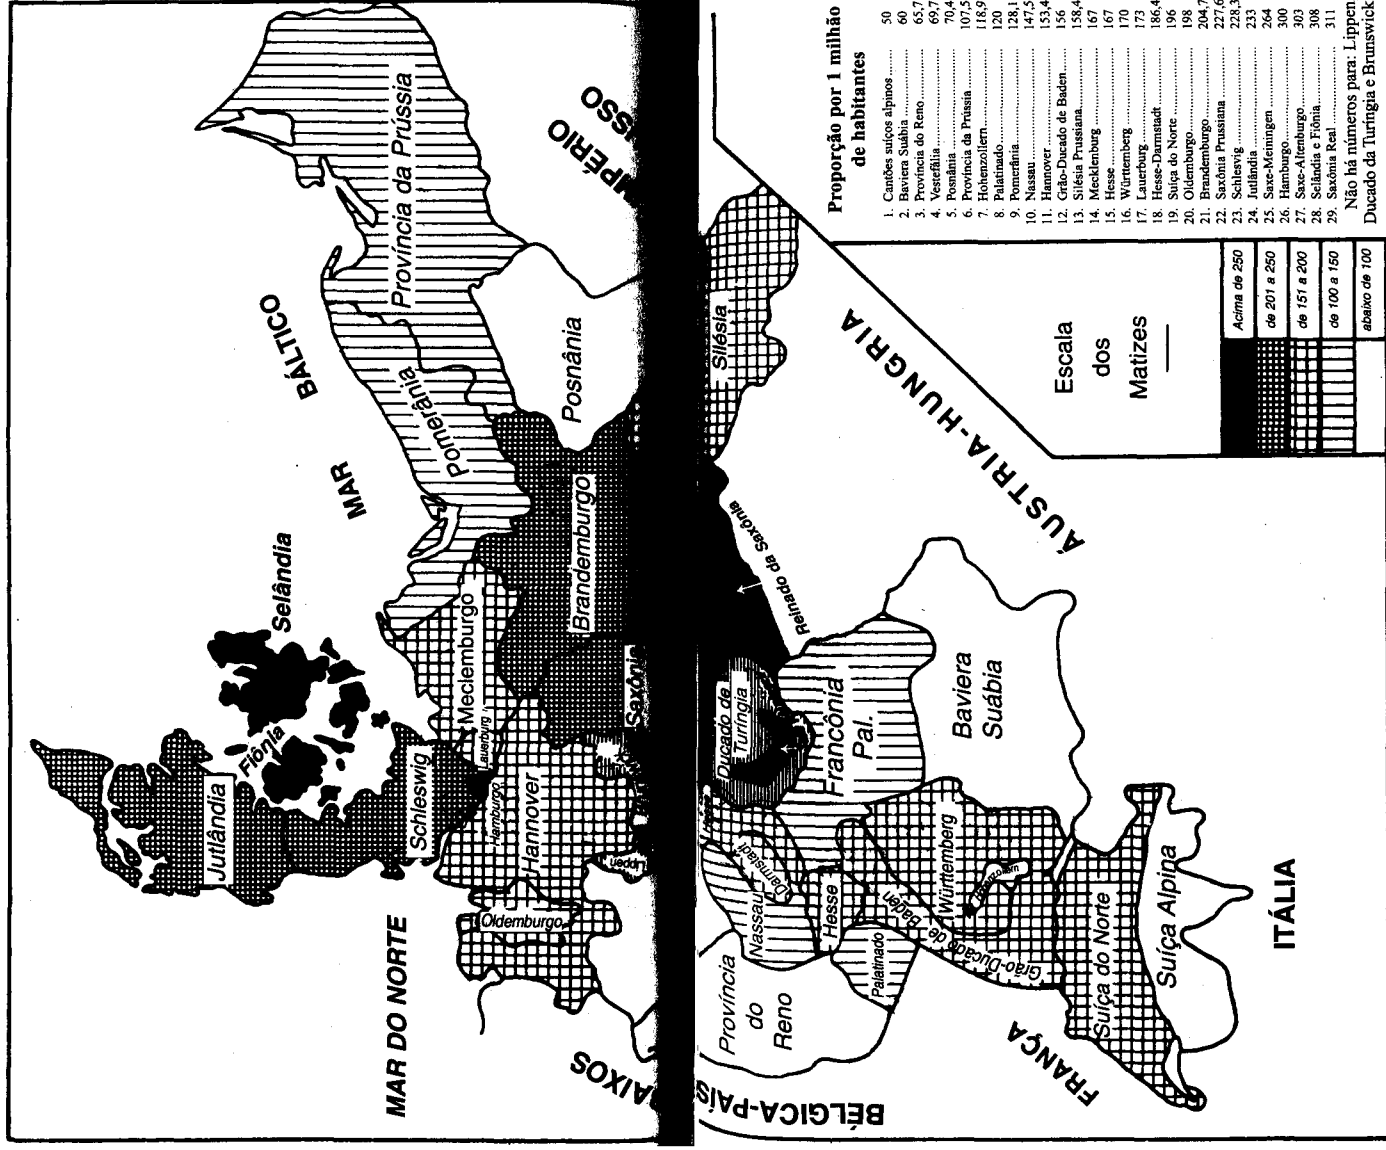 MAR BÁLTICO
MAR DO NORTE
IMPÉRIO
BÉLGICA-PAÍS
AIXOS
FRANÇA
ITÁLIA
ÁUSTRIA-HUNGRIA
Província da Prússia
Pomerânia
Posnânia
Silésia
Brandemburgo
Saxônia
Reinado da Saxônia
Selândia
Fiônia
Jutlândia
Schleswig
Meclemburgo
Lauerburg
Hamburgo
Hannover
Oldemburgo
Lippen
Ducado de
Turíngia
Francônia
Pal.
Baviera
Suábia
Nassau
Darmstadt
Hesse
Palatinado
Província
do
Reno
Grão-Ducado de Baden
Württemberg
Suíça do Norte
Suíça Alpina
Proporção por 1 milhão
de habitantes
1. Cantões suíços alpinos ....... 50
2. Baviera Suábia ....... 60
3. Província do Reno ....... 65,7
4. Vestefália ....... 69,7
5. Posnânia ....... 70,4
6. Província da Prússia ....... 107,5
7. Hohenzollern ....... 118,9
8. Palatinado ....... 120
9. Pomerânia ....... 128,1
10. Nassau ....... 147,5
11. Hannover ....... 153,4
12. Grão-Ducado de Baden ....... 156
13. Silésia Prussiana ....... 158,4
14. Mecklenburg ....... 167
15. Hesse ....... 167
16. Württemberg ....... 170
17. Lauerburg ....... 173
18. Hesse-Darmstadt ....... 186,4
19. Suíça do Norte ....... 196
20. Oldemburgo ....... 198
21. Brandemburgo ....... 204,7
22. Saxônia Prussiana ....... 227,6
23. Schlesvig ....... 228,3
24. Jutlândia ....... 233
25. Saxe-Meiningen ....... 264
26. Hamburgo ....... 300
27. Saxe-Altenburgo ....... 303
28. Selândia e Fiônia ....... 308
29. Saxônia Real ....... 311
Não há números para: Lippen,
Ducado da Turíngia e Brunswick
Escala
dos
Matizes
Acima de 250
de 201 a 250
de 151 a 200
de 100 a 150
abaixo de 100